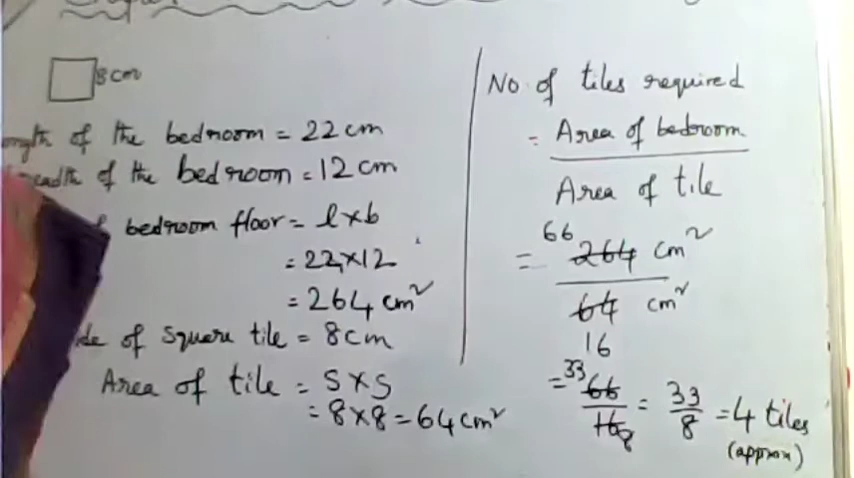 8cm
of the bedroom = 22 cm
of the bedroom = 12 cm
bedroom floor = l x b
= 22 x 12
= 264 cm²
of Square tile = 8cm
Area of tile = S x S
= 8 x 8 = 64 cm²
No of tiles required
= Area of bedroom
Area of tile
66
= 264 cm²
64 cm²
16
= 33 66 = 33 = 4 tiles
16 8 8
(approx)